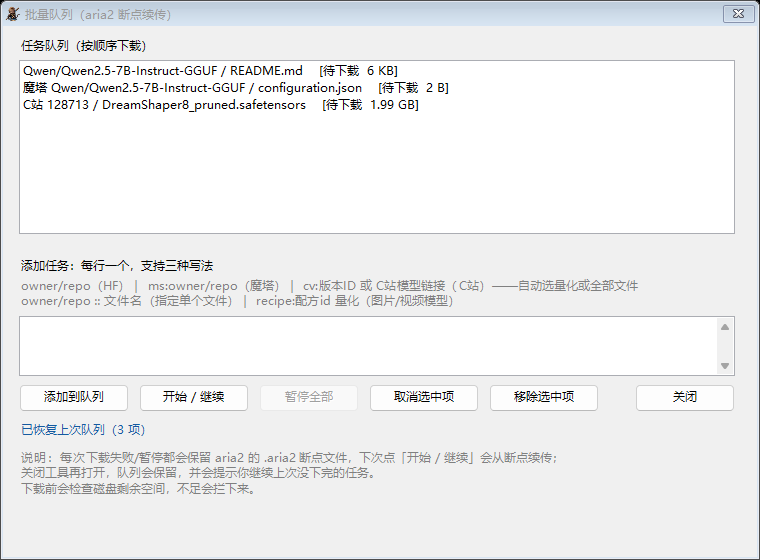 批量队列（aria2 断点续传）
任务队列（按顺序下载）
Qwen/Qwen2.5-7B-Instruct-GGUF / README.md [待下载 6 KB]
魔塔 Qwen/Qwen2.5-7B-Instruct-GGUF / configuration.json [待下载 2 B]
C站 128713 / DreamShaper8_pruned.safetensors [待下载 1.99 GB]
添加任务：每行一个，支持三种写法
owner/repo（HF）｜ ms:owner/repo（魔塔）｜ cv:版本ID 或 C站模型链接（C站）——自动选量化或全部文件
owner/repo :: 文件名（指定单个文件）｜ recipe:配方id 量化（图片/视频模型）
添加到队列 开始 / 继续 暂停全部 取消选中项 移除选中项 关闭
已恢复上次队列（3 项）
说明：每次下载失败/暂停都会保留 aria2 的 .aria2 断点文件，下次点「开始 / 继续」会从断点续传；
关闭工具再打开，队列会保留，并会提示你继续上次没下完的任务。
下载前会检查磁盘剩余空间，不足会拦下来。